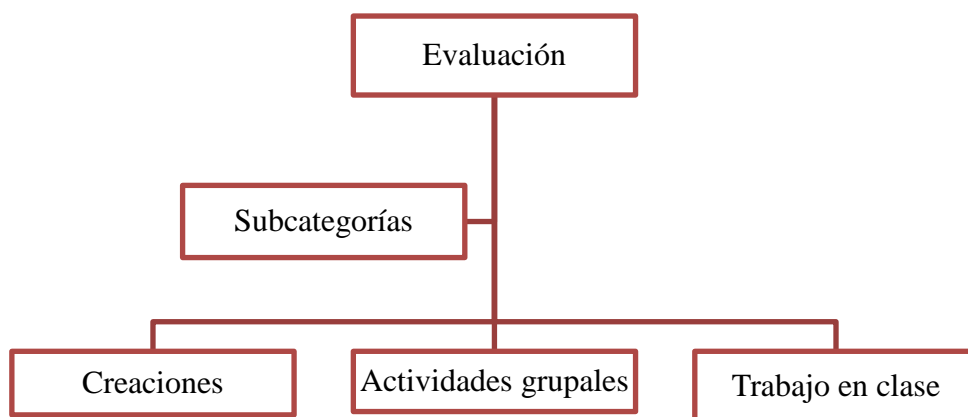 Evaluación
Subcategorías
Creaciones
Actividades grupales
Trabajo en clase